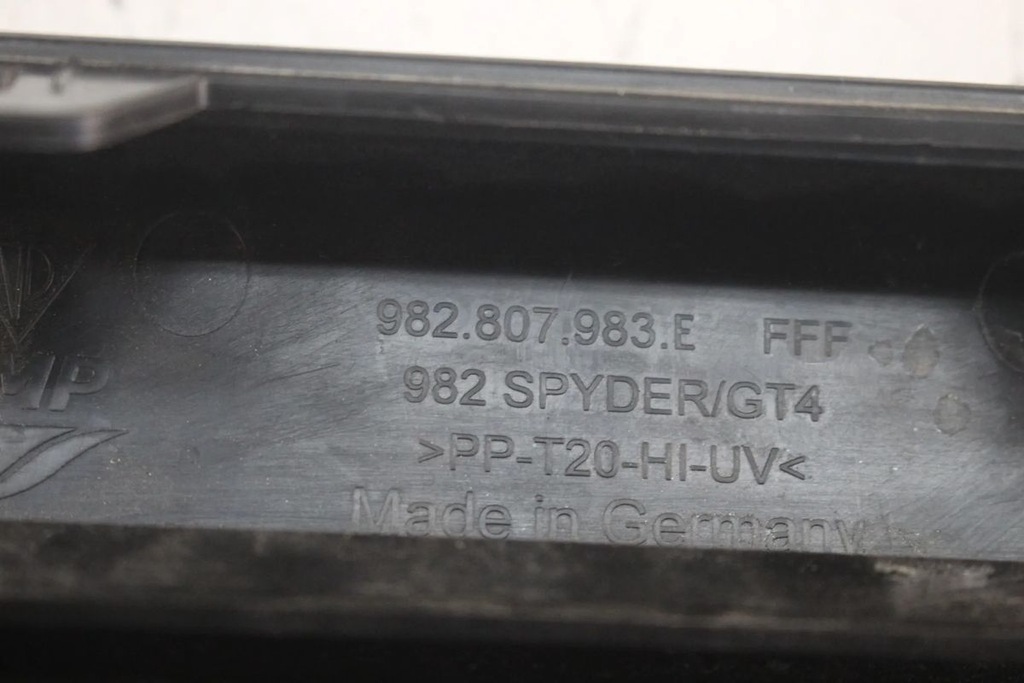 982.807.983.E FFF
982 SPYDER/GT4
>PP-T20-HI-UV<
Made in Germany